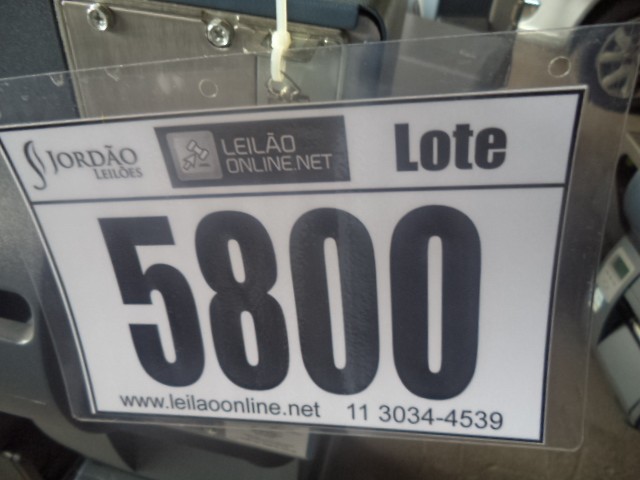 JORDÃO
LEILÕES
LEILÃO
ONLINE.NET
Lote
5800
www.leilaoonline.net 11 3034-4539